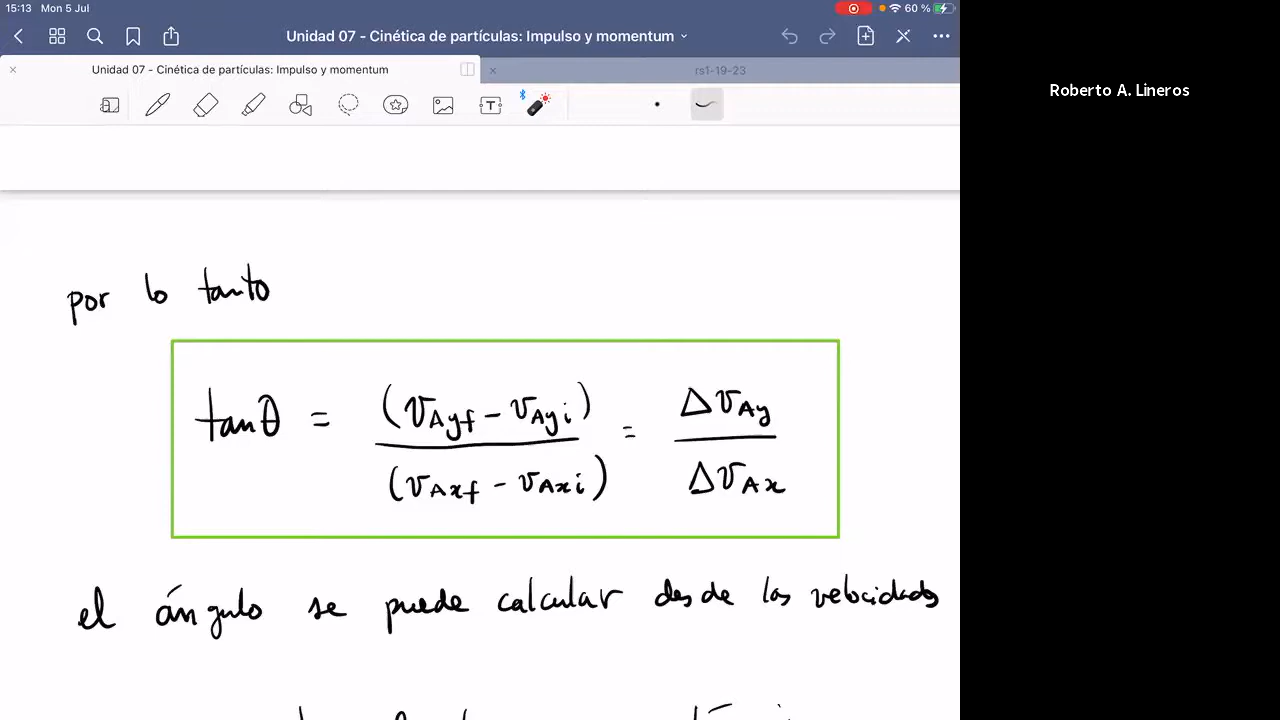 15:13 Mon 5 Jul
60 %
Unidad 07 - Cinética de partículas: Impulso y momentum
Unidad 07 - Cinética de partículas: Impulso y momentum
rs1-19-23
Roberto A. Lineros
por lo tanto
tanθ = (v_Ayf - v_Ayi) / (v_Axf - v_Axi) = Δv_Ay / Δv_Ax
el ángulo se puede calcular desde las velocidades